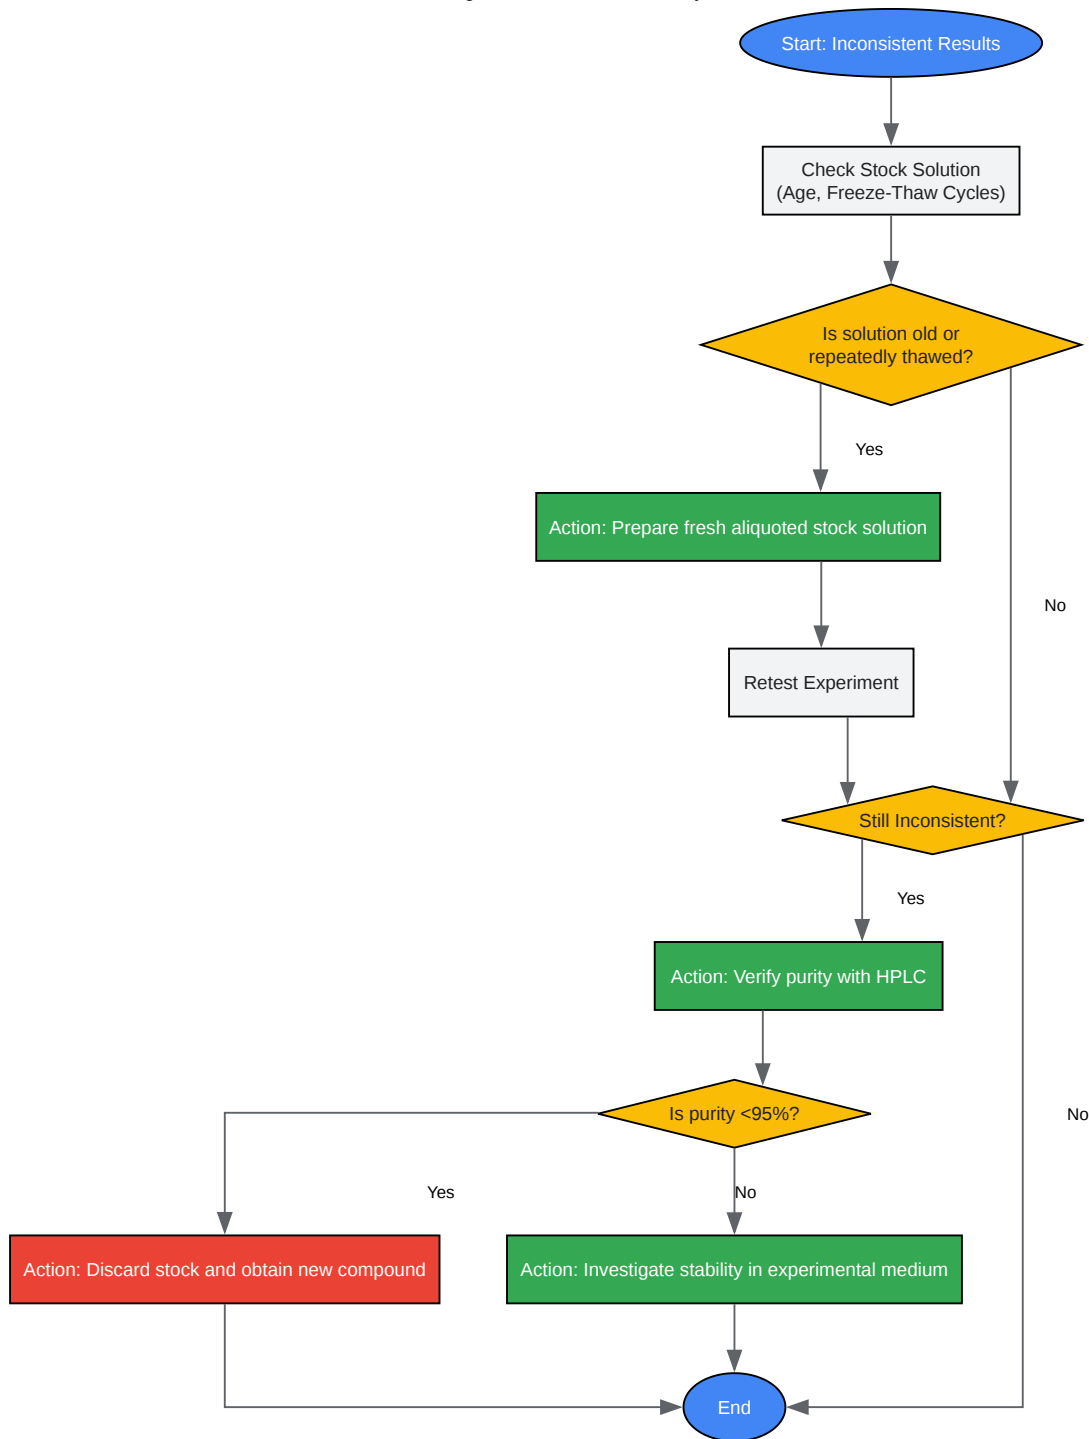 Start: Inconsistent Results
Check Stock Solution
(Age, Freeze-Thaw Cycles)
Is solution old or
repeatedly thawed?
Yes
Action: Prepare fresh aliquoted stock solution
No
Retest Experiment
Still Inconsistent?
Yes
Action: Verify purity with HPLC
Is purity <95%?
No
Yes
No
Action: Discard stock and obtain new compound
Action: Investigate stability in experimental medium
End